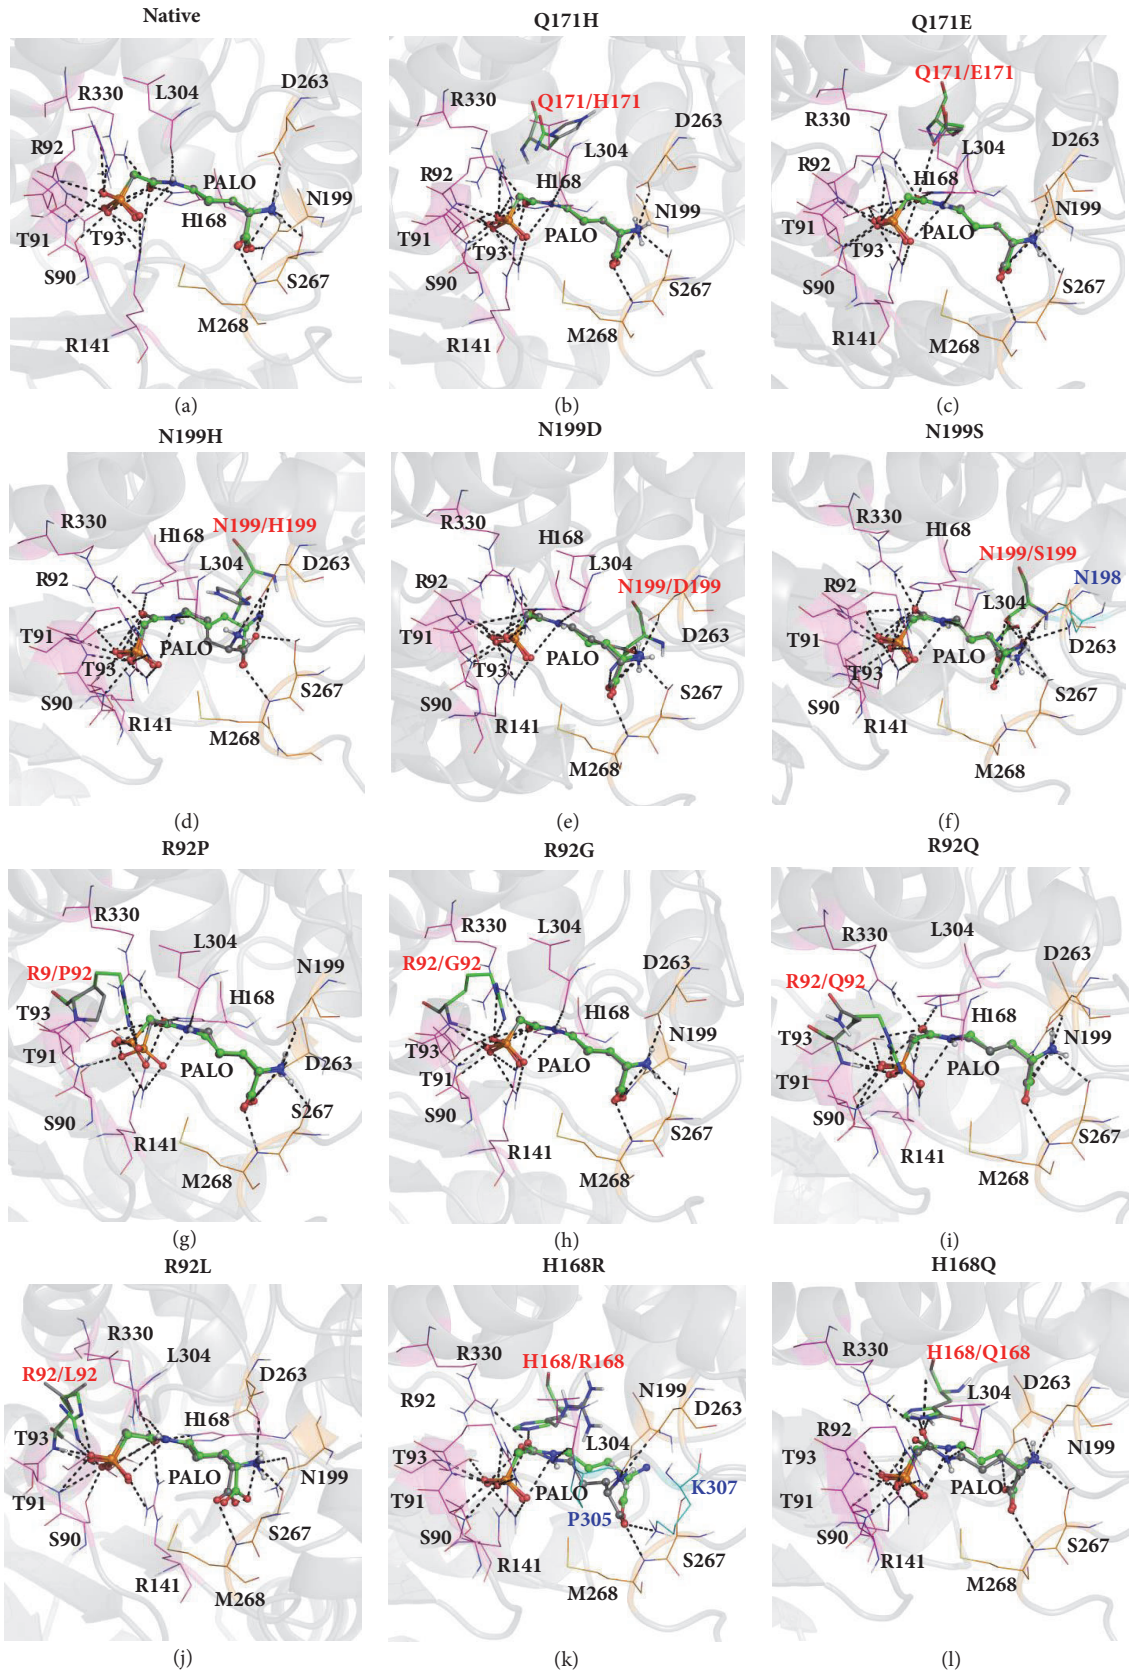 Native
R330
L304
D263
R92
PALO
N199
H168
T91
T93
S90
S267
M268
R141
(a)
Q171H
R330
Q171/H171
D263
L304
R92
H168
N199
T91
PALO
T93
S90
S267
M268
R141
(b)
Q171E
Q171/E171
R330
L304
D263
R92
H168
N199
T91
PALO
T93
S90
S267
M268
R141
(c)
N199H
R330
N199/H199
H168
L304
D263
R92
T91
PALO
T93
S90
S267
R141
M268
(d)
N199D
R330
H168
L304
R92
N199/D199
T91
D263
PALO
T93
S90
S267
R141
M268
(e)
N199S
R330
H168
N199/S199
N198
R92
L304
T91
D263
PALO
T93
S267
S90
R141
M268
(f)
R92P
R330
L304
R9/P92
N199
H168
T93
T91
D263
PALO
S90
S267
R141
M268
(g)
R92G
R330
L304
R92/G92
D263
H168
N199
T93
T91
PALO
S90
S267
R141
M268
(h)
R92Q
L304
R330
D263
R92/Q92
H168
T93
N199
T91
PALO
S90
S267
R141
M268
(i)
R92L
R330
L304
R92/L92
D263
H168
T93
PALO
N199
T91
S90
S267
R141
M268
(j)
H168R
R330
H168/R168
N199
R92
D263
T93
L304
K307
T91
PALO
P305
S90
S267
R141
M268
(k)
H168Q
R330
H168/Q168
D263
L304
R92
N199
T93
PALO
T91
S90
S267
R141
M268
(l)